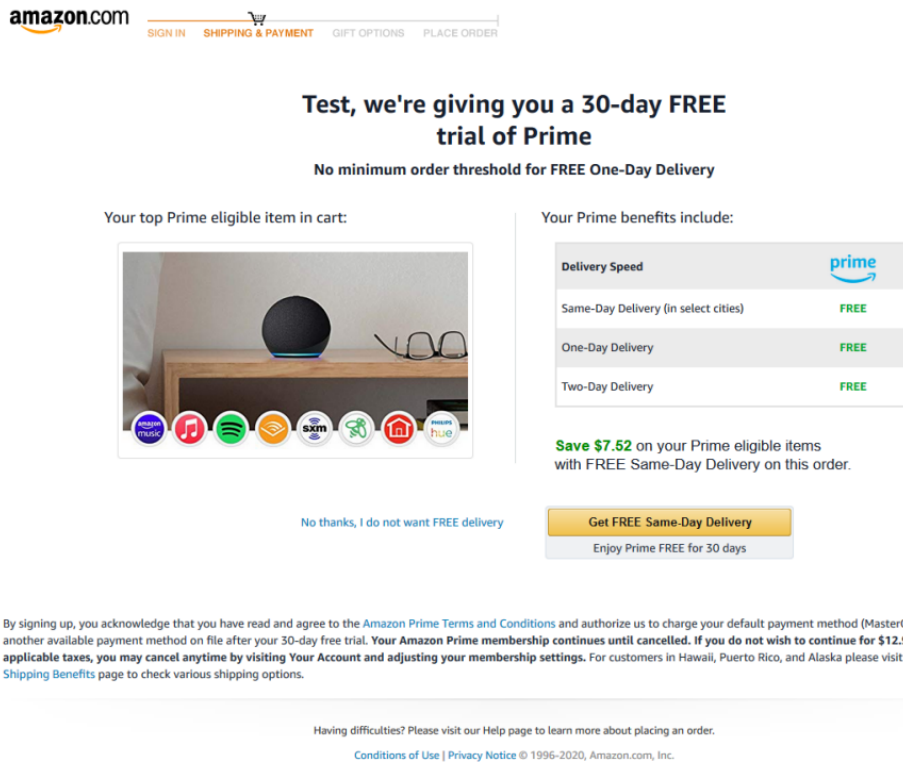 amazon.com
SIGN IN SHIPPING & PAYMENT GIFT OPTIONS PLACE ORDER
Test, we're giving you a 30-day FREE
trial of Prime
No minimum order threshold for FREE One-Day Delivery
Your top Prime eligible item in cart:
amazon music
sxm
PHILIPS hue
Your Prime benefits include:
Delivery Speed prime
Same-Day Delivery (in select cities) FREE
One-Day Delivery FREE
Two-Day Delivery FREE
Save $7.52 on your Prime eligible items
with FREE Same-Day Delivery on this order.
No thanks, I do not want FREE delivery
Get FREE Same-Day Delivery
Enjoy Prime FREE for 30 days
By signing up, you acknowledge that you have read and agree to the Amazon Prime Terms and Conditions and authorize us to charge your default payment method (Master
another available payment method on file after your 30-day free trial. Your Amazon Prime membership continues until cancelled. If you do not wish to continue for $12.
applicable taxes, you may cancel anytime by visiting Your Account and adjusting your membership settings. For customers in Hawaii, Puerto Rico, and Alaska please visit
Shipping Benefits page to check various shipping options.
Having difficulties? Please visit our Help page to learn more about placing an order.
Conditions of Use | Privacy Notice © 1996-2020, Amazon.com, Inc.